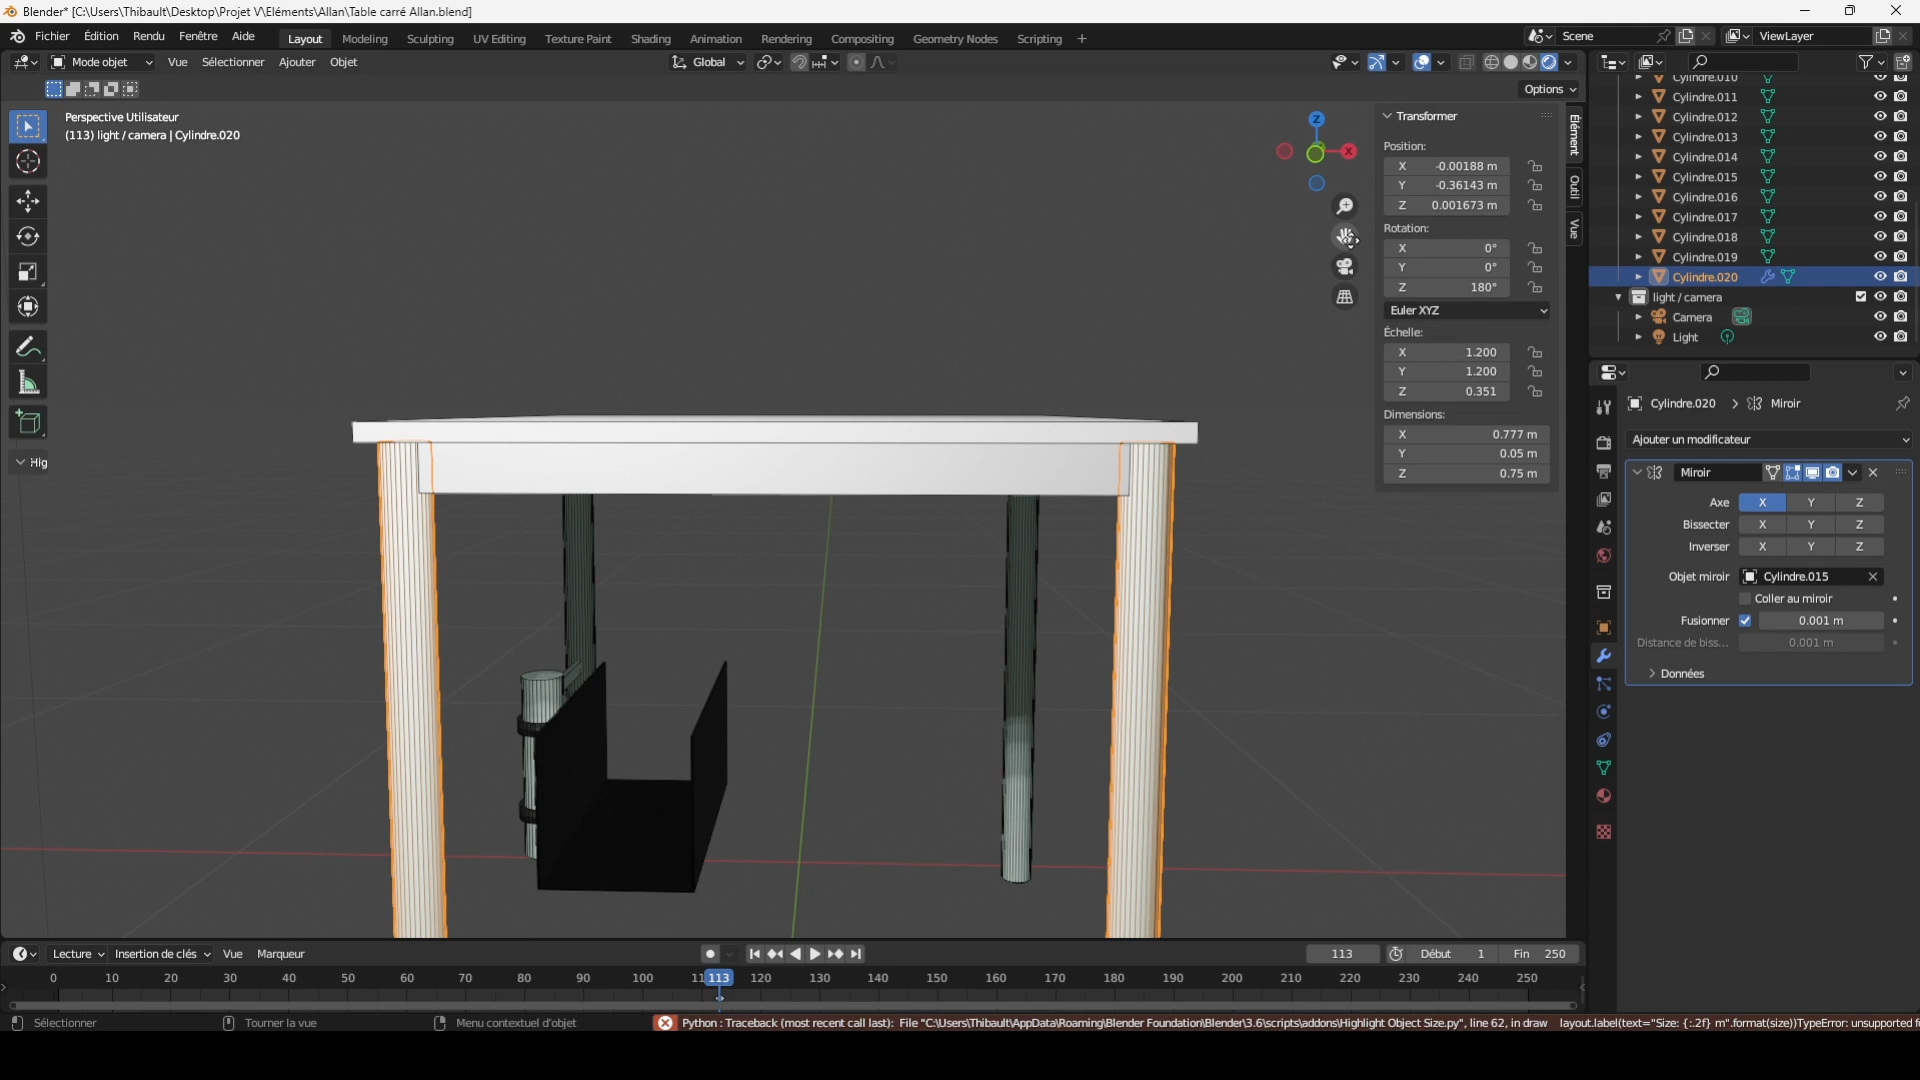 Blender* [C:\Users\Thibault\Desktop\Projet V\Eléments\Allan\Table carré Allan.blend]
Fichier Édition Rendu Fenêtre Aide Layout Modeling Sculpting UV Editing Texture Paint Shading Animation Rendering Compositing Geometry Nodes Scripting + Scene ViewLayer
Mode objet Vue Sélectionner Ajouter Objet Global
Options
Perspective Utilisateur
(113) light / camera | Cylindre.020
Hig
Z
X
Transformer
Position:
X -0.00188 m
Y -0.36143 m
Z 0.001673 m
Rotation:
X 0°
Y 0°
Z 180°
Euler XYZ
Échelle:
X 1.200
Y 1.200
Z 0.351
Dimensions:
X 0.777 m
Y 0.05 m
Z 0.75 m
Élément
Outil
Vue
Cylindre.010
Cylindre.011
Cylindre.012
Cylindre.013
Cylindre.014
Cylindre.015
Cylindre.016
Cylindre.017
Cylindre.018
Cylindre.019
Cylindre.020
light / camera
Camera
Light
Cylindre.020 > Miroir
Ajouter un modificateur
Miroir
Axe X Y Z
Bissecter X Y Z
Inverser X Y Z
Objet miroir Cylindre.015
Coller au miroir
Fusionner 0.001 m
Distance de biss... 0.001 m
Données
Lecture Insertion de clés Vue Marqueur 113 Début 1 Fin 250
0 10 20 30 40 50 60 70 80 90 100 11 113 120 130 140 150 160 170 180 190 200 210 220 230 240 250
Sélectionner Tourner la vue Menu contextuel d'objet Python : Traceback (most recent call last): File "C:\Users\Thibault\AppData\Roaming\Blender Foundation\Blender\3.6\scripts\addons\Highlight Object Size.py", line 62, in draw layout.label(text="Size: {:.2f} m".format(size))TypeError: unsupported f